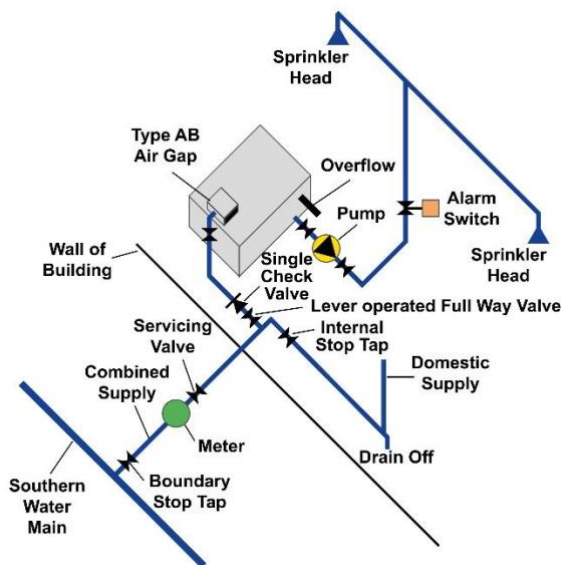 Sprinkler
Head
Type AB
Air Gap
Overflow
Pump
Alarm
Switch
Sprinkler
Head
Wall of
Building
Single
Check
Valve
Lever operated Full Way Valve
Internal
Stop Tap
Servicing
Valve
Domestic
Supply
Combined
Supply
Meter
Drain Off
Boundary
Stop Tap
Southern
Water
Main